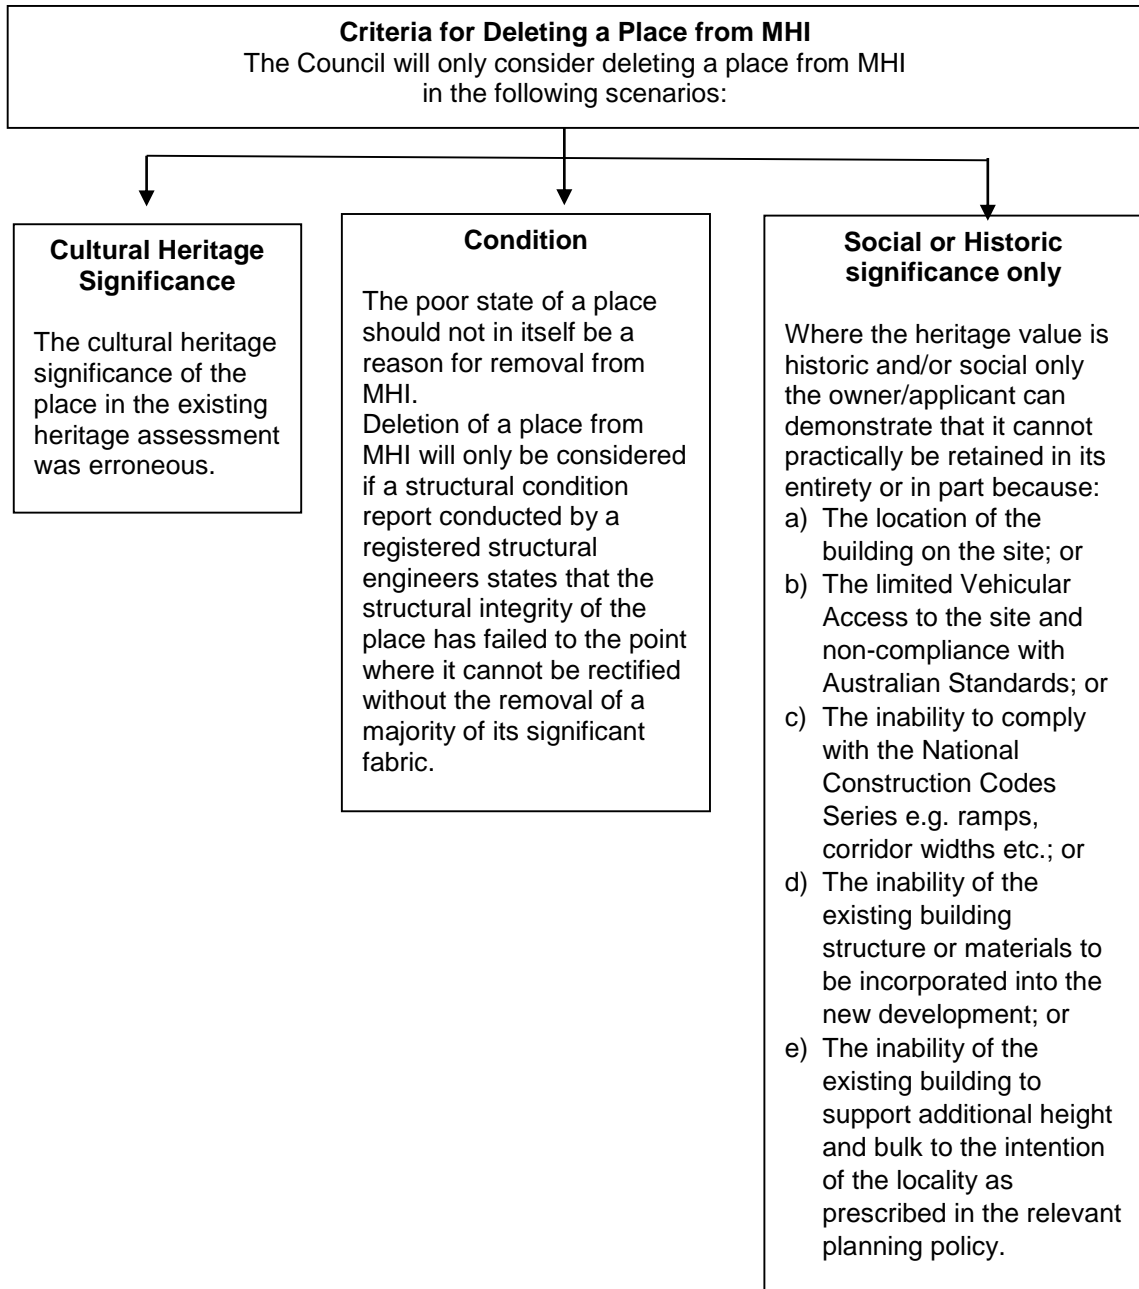 Criteria for Deleting a Place from MHI
The Council will only consider deleting a place from MHI
in the following scenarios:
Cultural Heritage
Significance
The cultural heritage
significance of the
place in the existing
heritage assessment
was erroneous.
Condition
The poor state of a place
should not in itself be a
reason for removal from
MHI.
Deletion of a place from
MHI will only be considered
if a structural condition
report conducted by a
registered structural
engineers states that the
structural integrity of the
place has failed to the point
where it cannot be rectified
without the removal of a
majority of its significant
fabric.
Social or Historic
significance only
Where the heritage value is
historic and/or social only
the owner/applicant can
demonstrate that it cannot
practically be retained in its
entirety or in part because:
a) The location of the
building on the site; or
b) The limited Vehicular
Access to the site and
non-compliance with
Australian Standards; or
c) The inability to comply
with the National
Construction Codes
Series e.g. ramps,
corridor widths etc.; or
d) The inability of the
existing building
structure or materials to
be incorporated into the
new development; or
e) The inability of the
existing building to
support additional height
and bulk to the intention
of the locality as
prescribed in the relevant
planning policy.